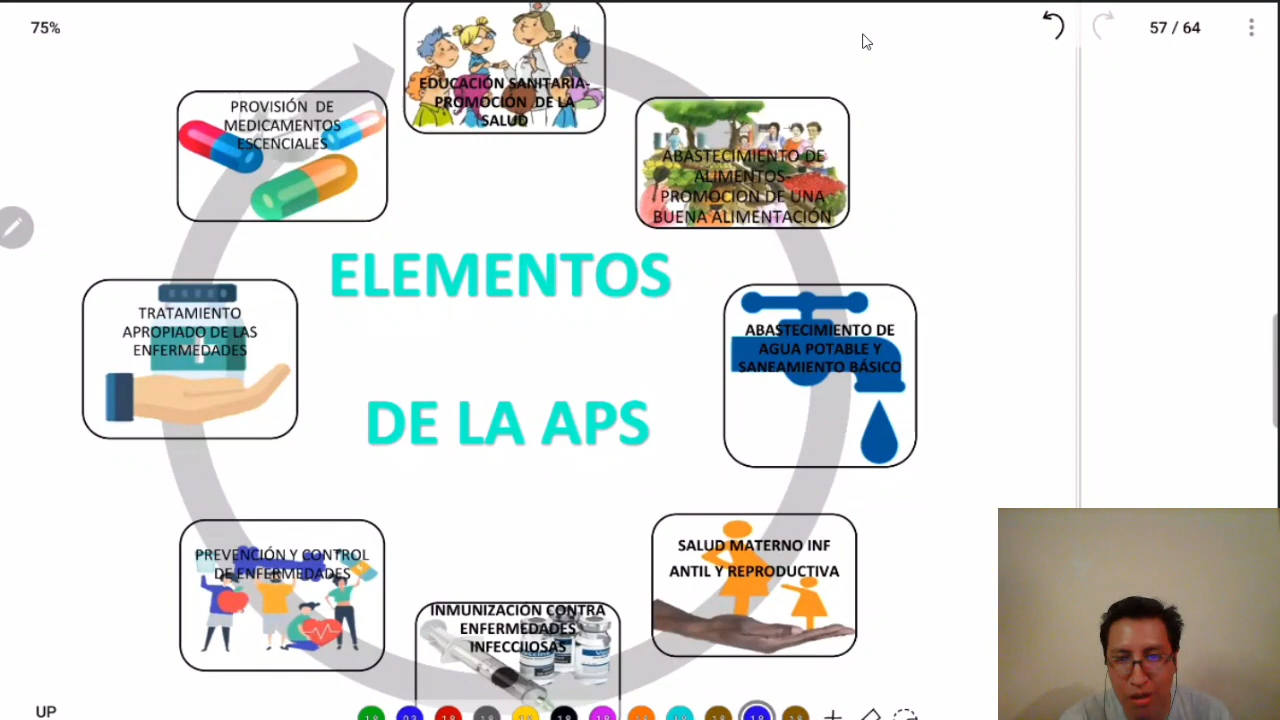 75%
57 / 64
EDUCACIÓN SANITARIA-
PROMOCIÓN DE LA
SALUD
PROVISIÓN DE
MEDICAMENTOS
ESCENCIALES
ABASTECIMIENTO DE
ALIMENTOS-
PROMOCION DE UNA
BUENA ALIMENTACIÓN
ELEMENTOS
DE LA APS
TRATAMIENTO
APROPIADO DE LAS
ENFERMEDADES
ABASTECIMIENTO DE
AGUA POTABLE Y
SANEAMIENTO BÁSICO
SALUD MATERNO INF
ANTIL Y REPRODUCTIVA
PREVENCIÓN Y CONTROL
DE ENFERMEDADES
INMUNIZACIÓN CONTRA
ENFERMEDADES
INFECCIIOSAS
UP